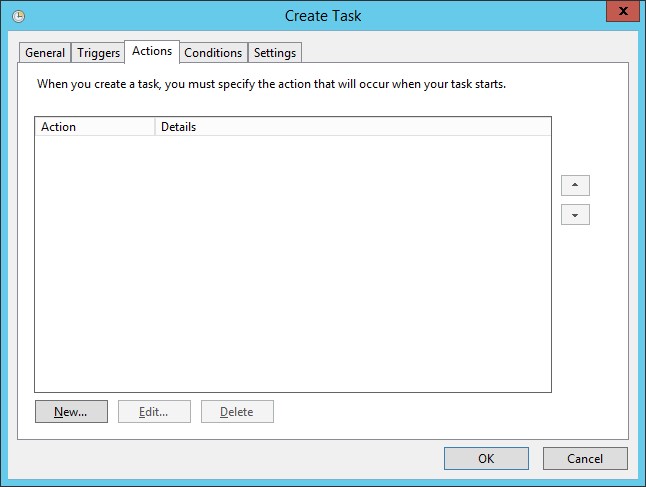 Create Task
General Triggers Actions Conditions Settings
When you create a task, you must specify the action that will occur when your task starts.
Action Details
New... Edit... Delete
OK Cancel